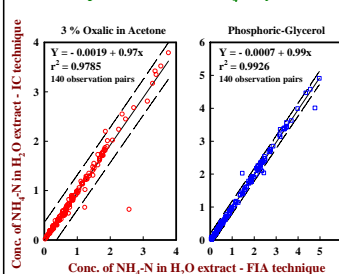 3 % Oxalic in Acetone
Phosphoric-Glycerol
Conc. of NH₄-N in H₂O extract - IC technique
4
3
2
1
0
Y = - 0.0019 + 0.97x
r² = 0.9785
140 observation pairs
0 1 2 3 4
6
5
4
3
2
1
0
Y = - 0.0007 + 0.99x
r² = 0.9926
140 observation pairs
0 1 2 3 4 5 6
Conc. of NH₄-N in H₂O extract - FIA technique